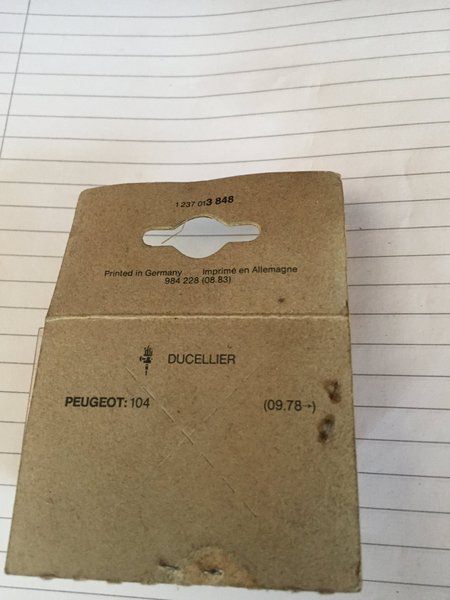 1 237 013 848
Printed in Germany Imprimé en Allemagne
984 228 (08.83)
DUCELLIER
PEUGEOT: 104 (09.78→)